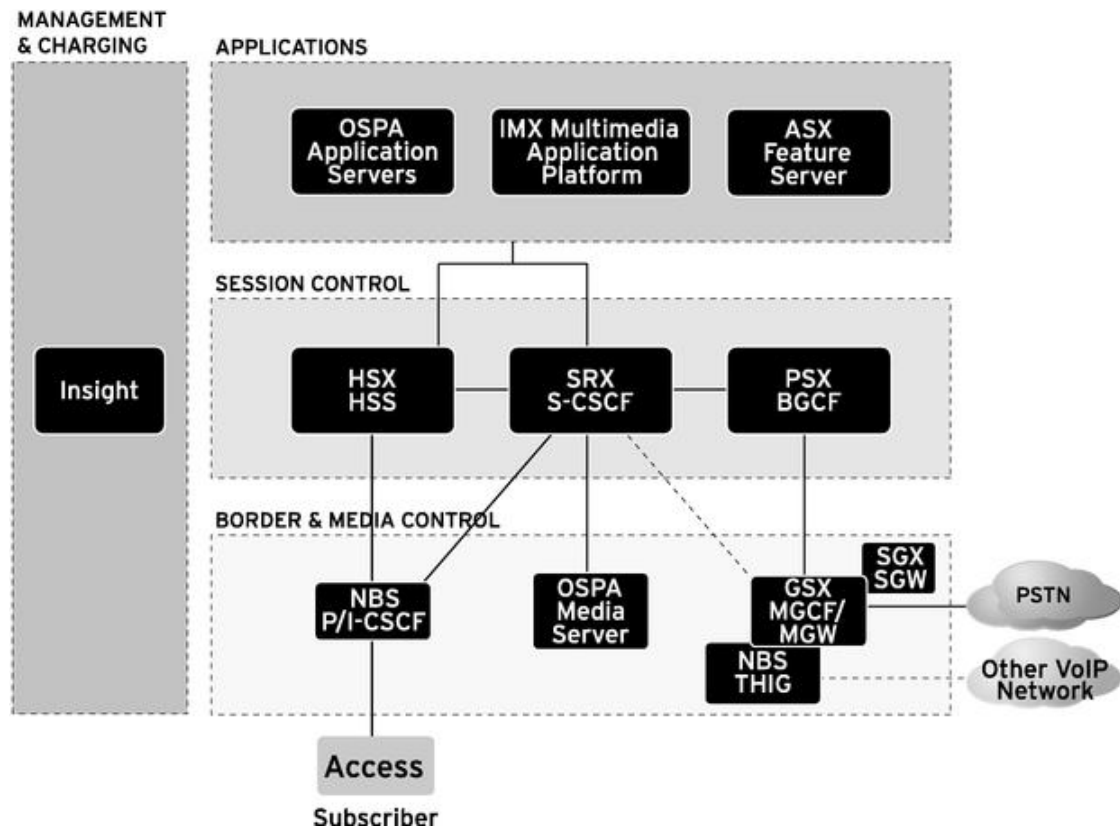 MANAGEMENT
& CHARGING
APPLICATIONS
OSPA
Application
Servers
IMX Multimedia
Application
Platform
ASX
Feature
Server
SESSION CONTROL
Insight
HSX
HSS
SRX
S-CSCF
PSX
BGCF
BORDER & MEDIA CONTROL
NBS
P/I-CSCF
OSPA
Media
Server
GSX
MGCF/
MGW
SGX
SGW
NBS
THIG
PSTN
Other VoIP
Network
Access
Subscriber